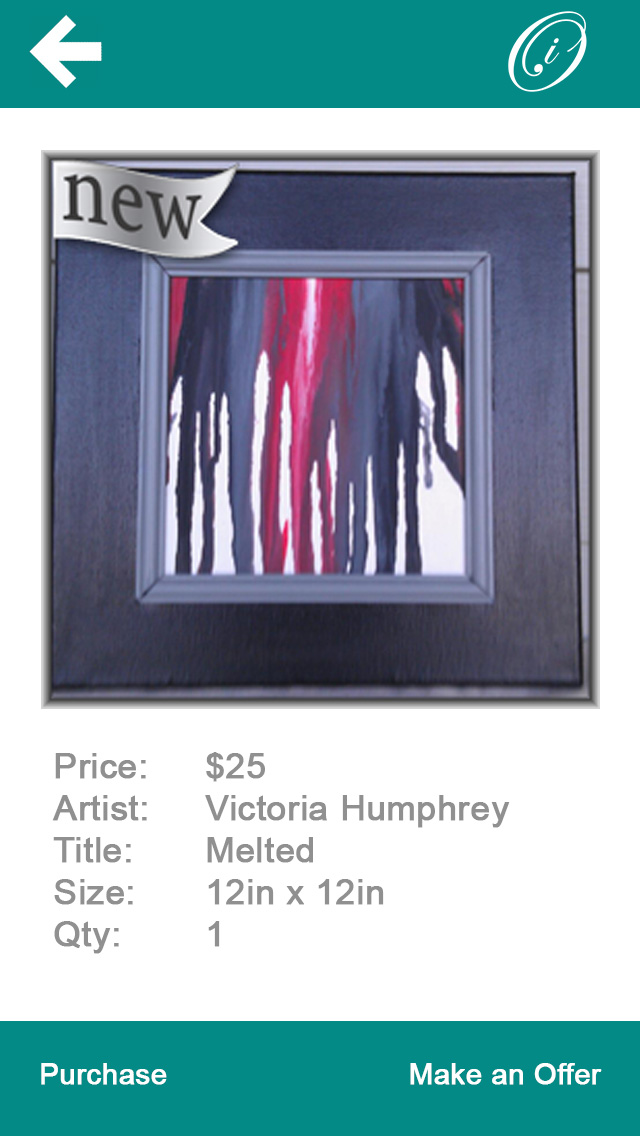 i
new
Price: $25
Artist: Victoria Humphrey
Title: Melted
Size: 12in x 12in
Qty: 1
Purchase Make an Offer